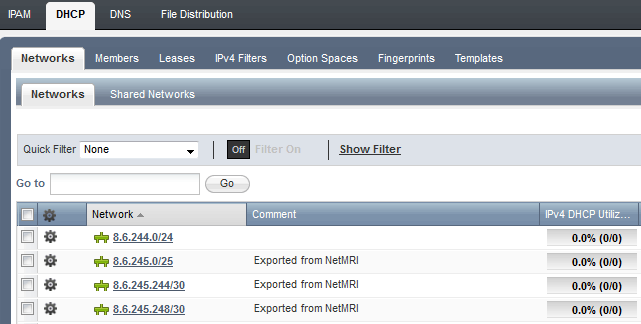 IPAM DHCP DNS File Distribution
Networks Members Leases IPv4 Filters Option Spaces Fingerprints Templates
Networks Shared Networks
Quick Filter None Off Filter On Show Filter
Go to Go
Network Comment IPv4 DHCP Utiliz...
8.6.244.0/24 0.0% (0/0)
8.6.245.0/25 Exported from NetMRI 0.0% (0/0)
8.6.245.244/30 Exported from NetMRI 0.0% (0/0)
8.6.245.248/30 Exported from NetMRI 0.0% (0/0)